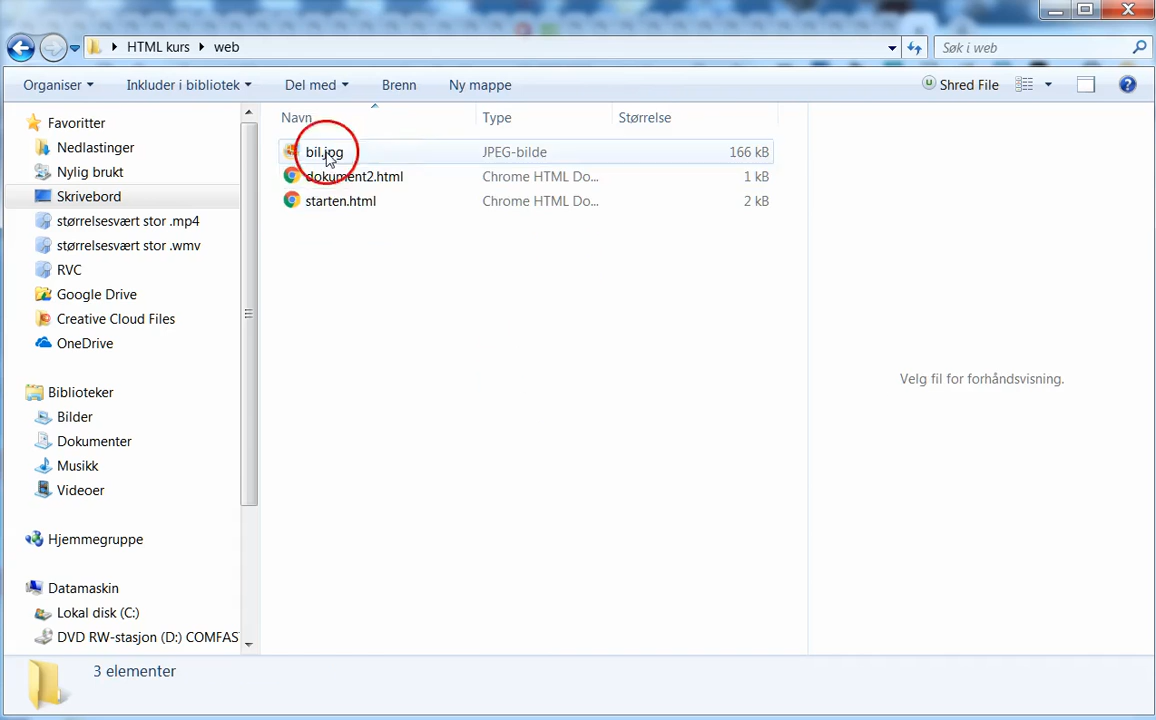 HTML kurs web
Søk i web
Organiser Inkluder i bibliotek Del med Brenn Ny mappe Shred File
Navn Type Størrelse
bil.jog JPEG-bilde 166 kB
dokument2.html Chrome HTML Do... 1 kB
starten.html Chrome HTML Do... 2 kB
Favoritter
Nedlastinger
Nylig brukt
Skrivebord
størrelsesvært stor .mp4
størrelsesvært stor .wmv
RVC
Google Drive
Creative Cloud Files
OneDrive
Biblioteker
Bilder
Dokumenter
Musikk
Videoer
Hjemmegruppe
Datamaskin
Lokal disk (C:)
DVD RW-stasjon (D:) COMFAS
Velg fil for forhåndsvisning.
3 elementer